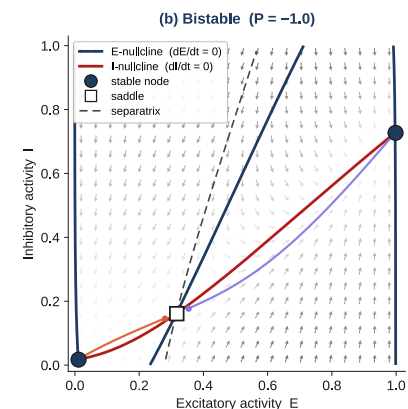 (b) Bistable (P = −1.0)
E-nullcline (dE/dt = 0)
I-nullcline (dI/dt = 0)
stable node
saddle
separatrix
1.0
0.8
0.6
0.4
0.2
0.0
Inhibitory activity I
0.0 0.2 0.4 0.6 0.8 1.0
Excitatory activity E